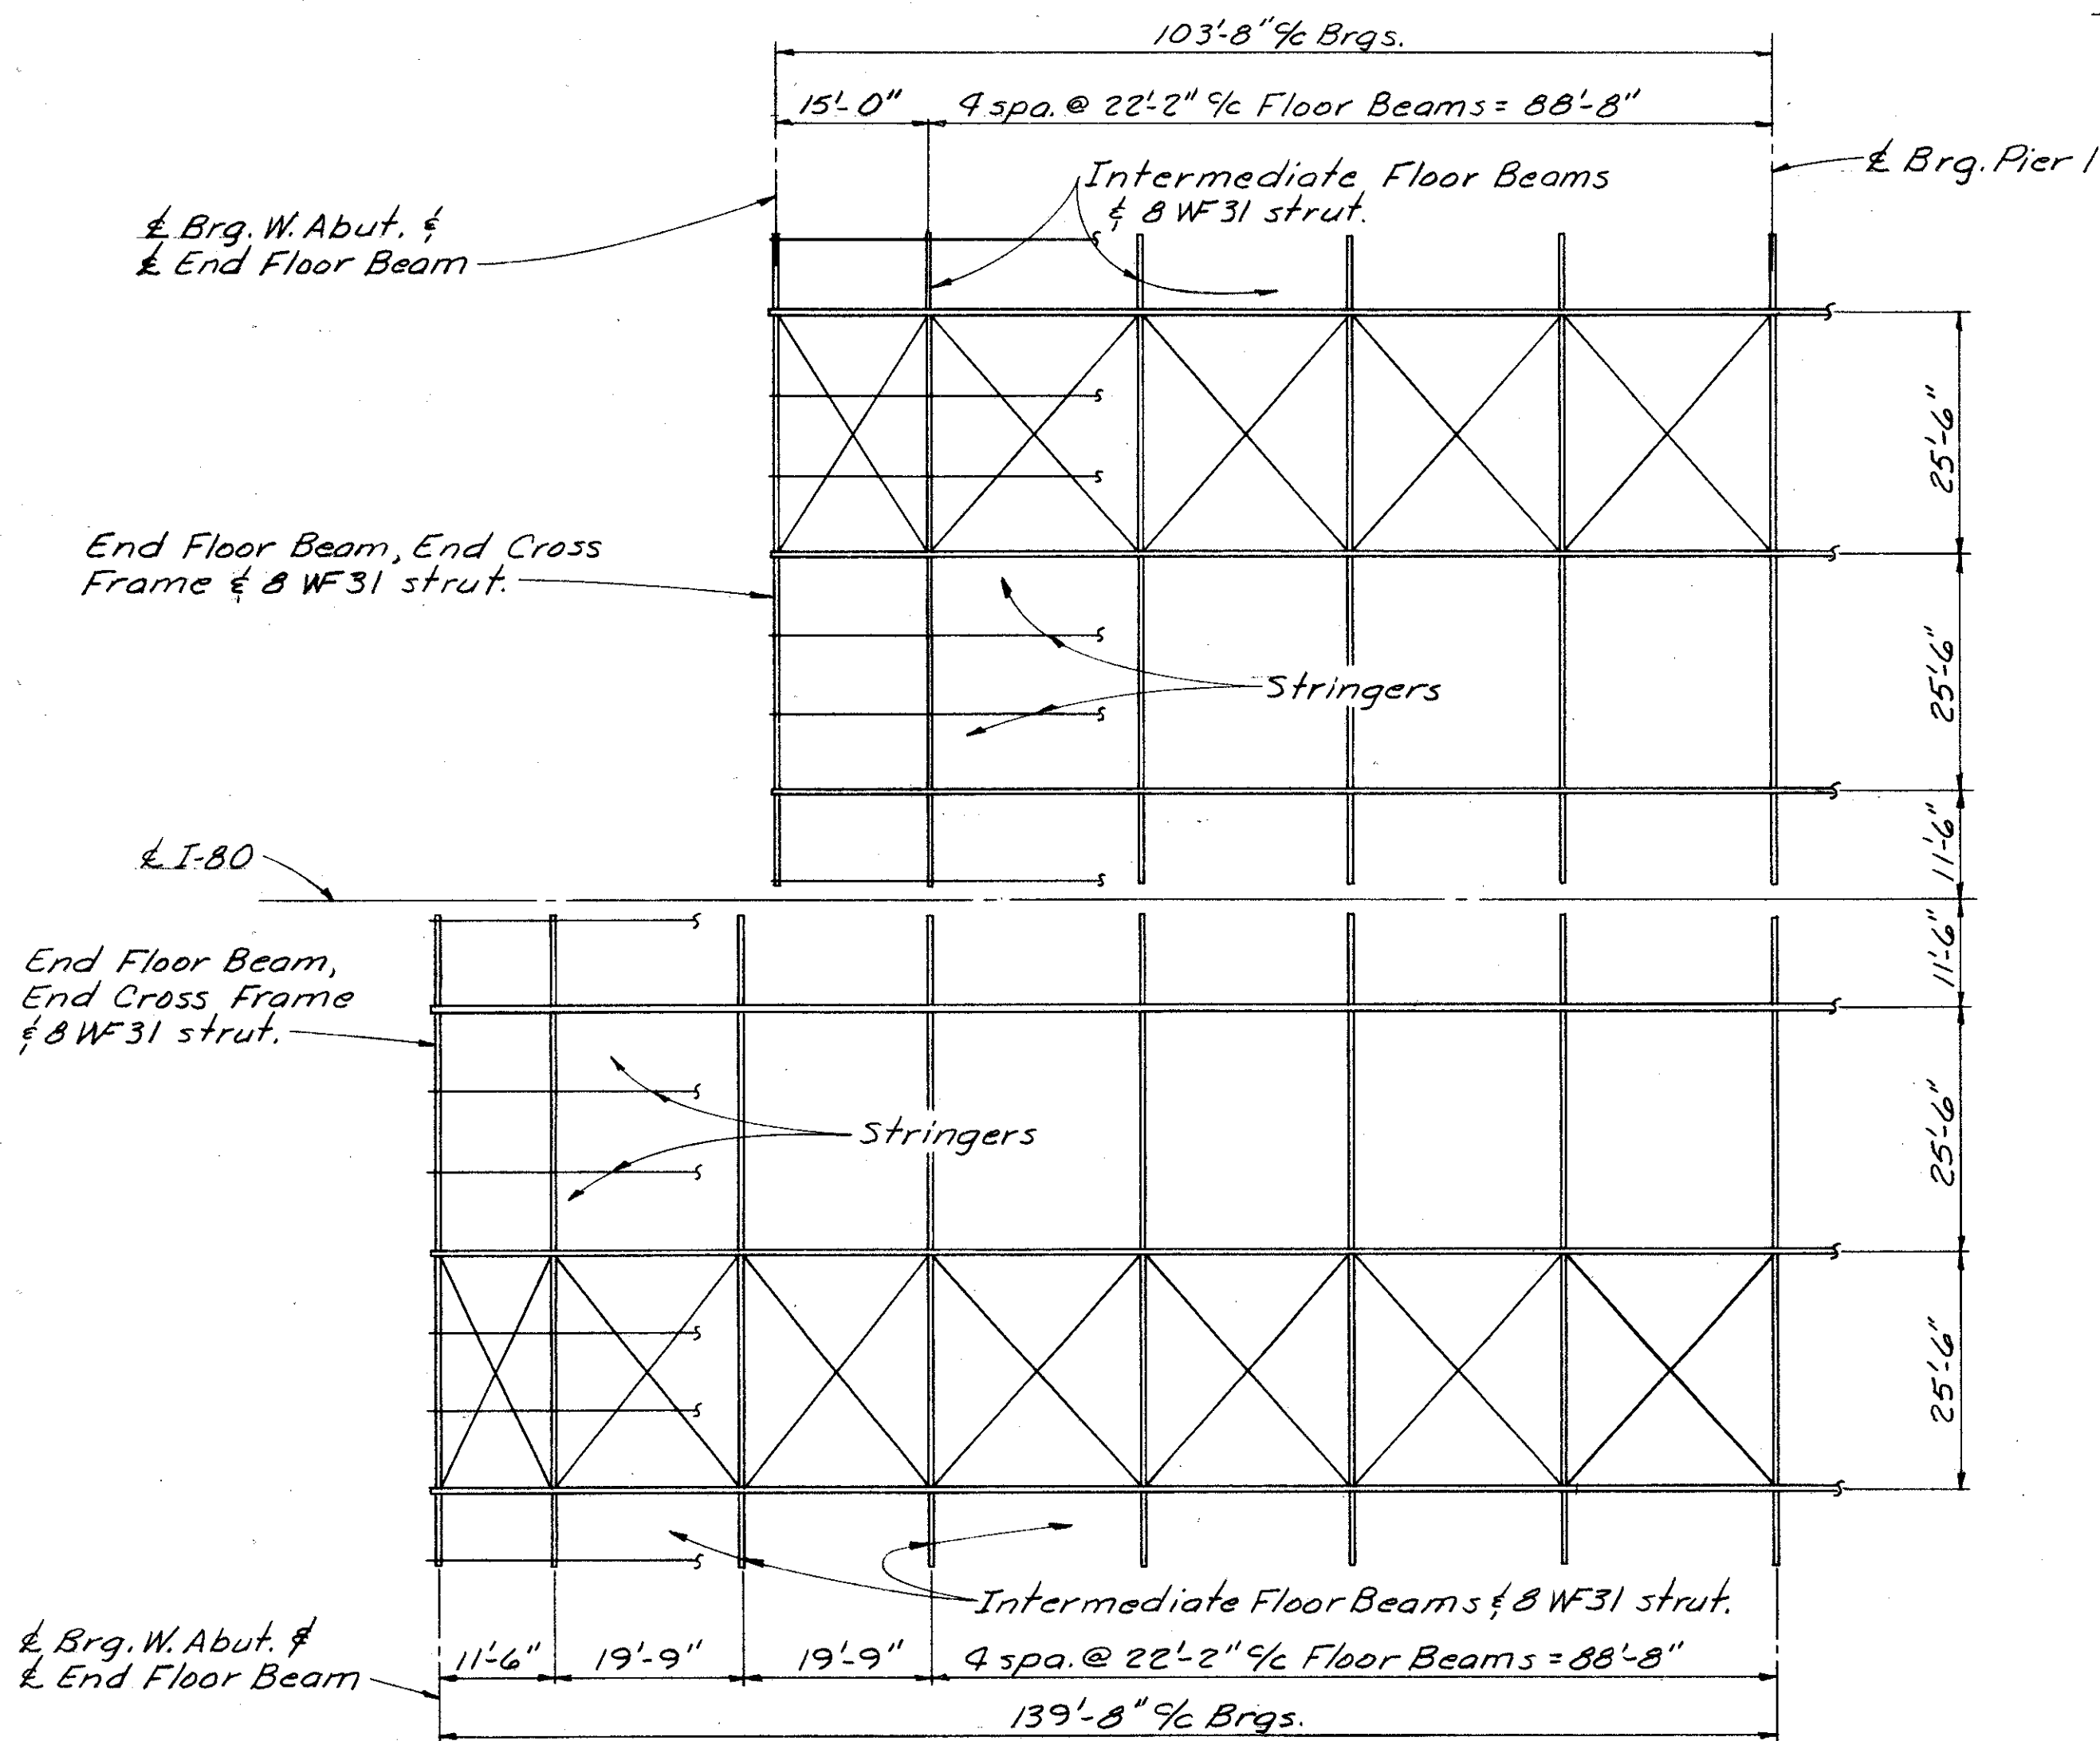 103'-8" c/c Brgs.
15'-0"
4 spa. @ 22'-2" c/c Floor Beams = 88'-8"
℄ Brg. Pier 1
Intermediate Floor Beams
& 8 WF 31 strut.
℄ Brg. W. Abut. &
℄ End Floor Beam
25'-6"
End Floor Beam, End Cross
Frame & 8 WF 31 strut.
25'-6"
Stringers
℄ I-80
11'-6"
11'-6"
End Floor Beam,
End Cross Frame
& 8 WF 31 strut.
25'-6"
Stringers
25'-6"
Intermediate Floor Beams & 8 WF 31 strut.
℄ Brg. W. Abut. &
℄ End Floor Beam
11'-6"
19'-9"
19'-9"
4 spa. @ 22'-2" c/c Floor Beams = 88'-8"
139'-8" c/c Brgs.